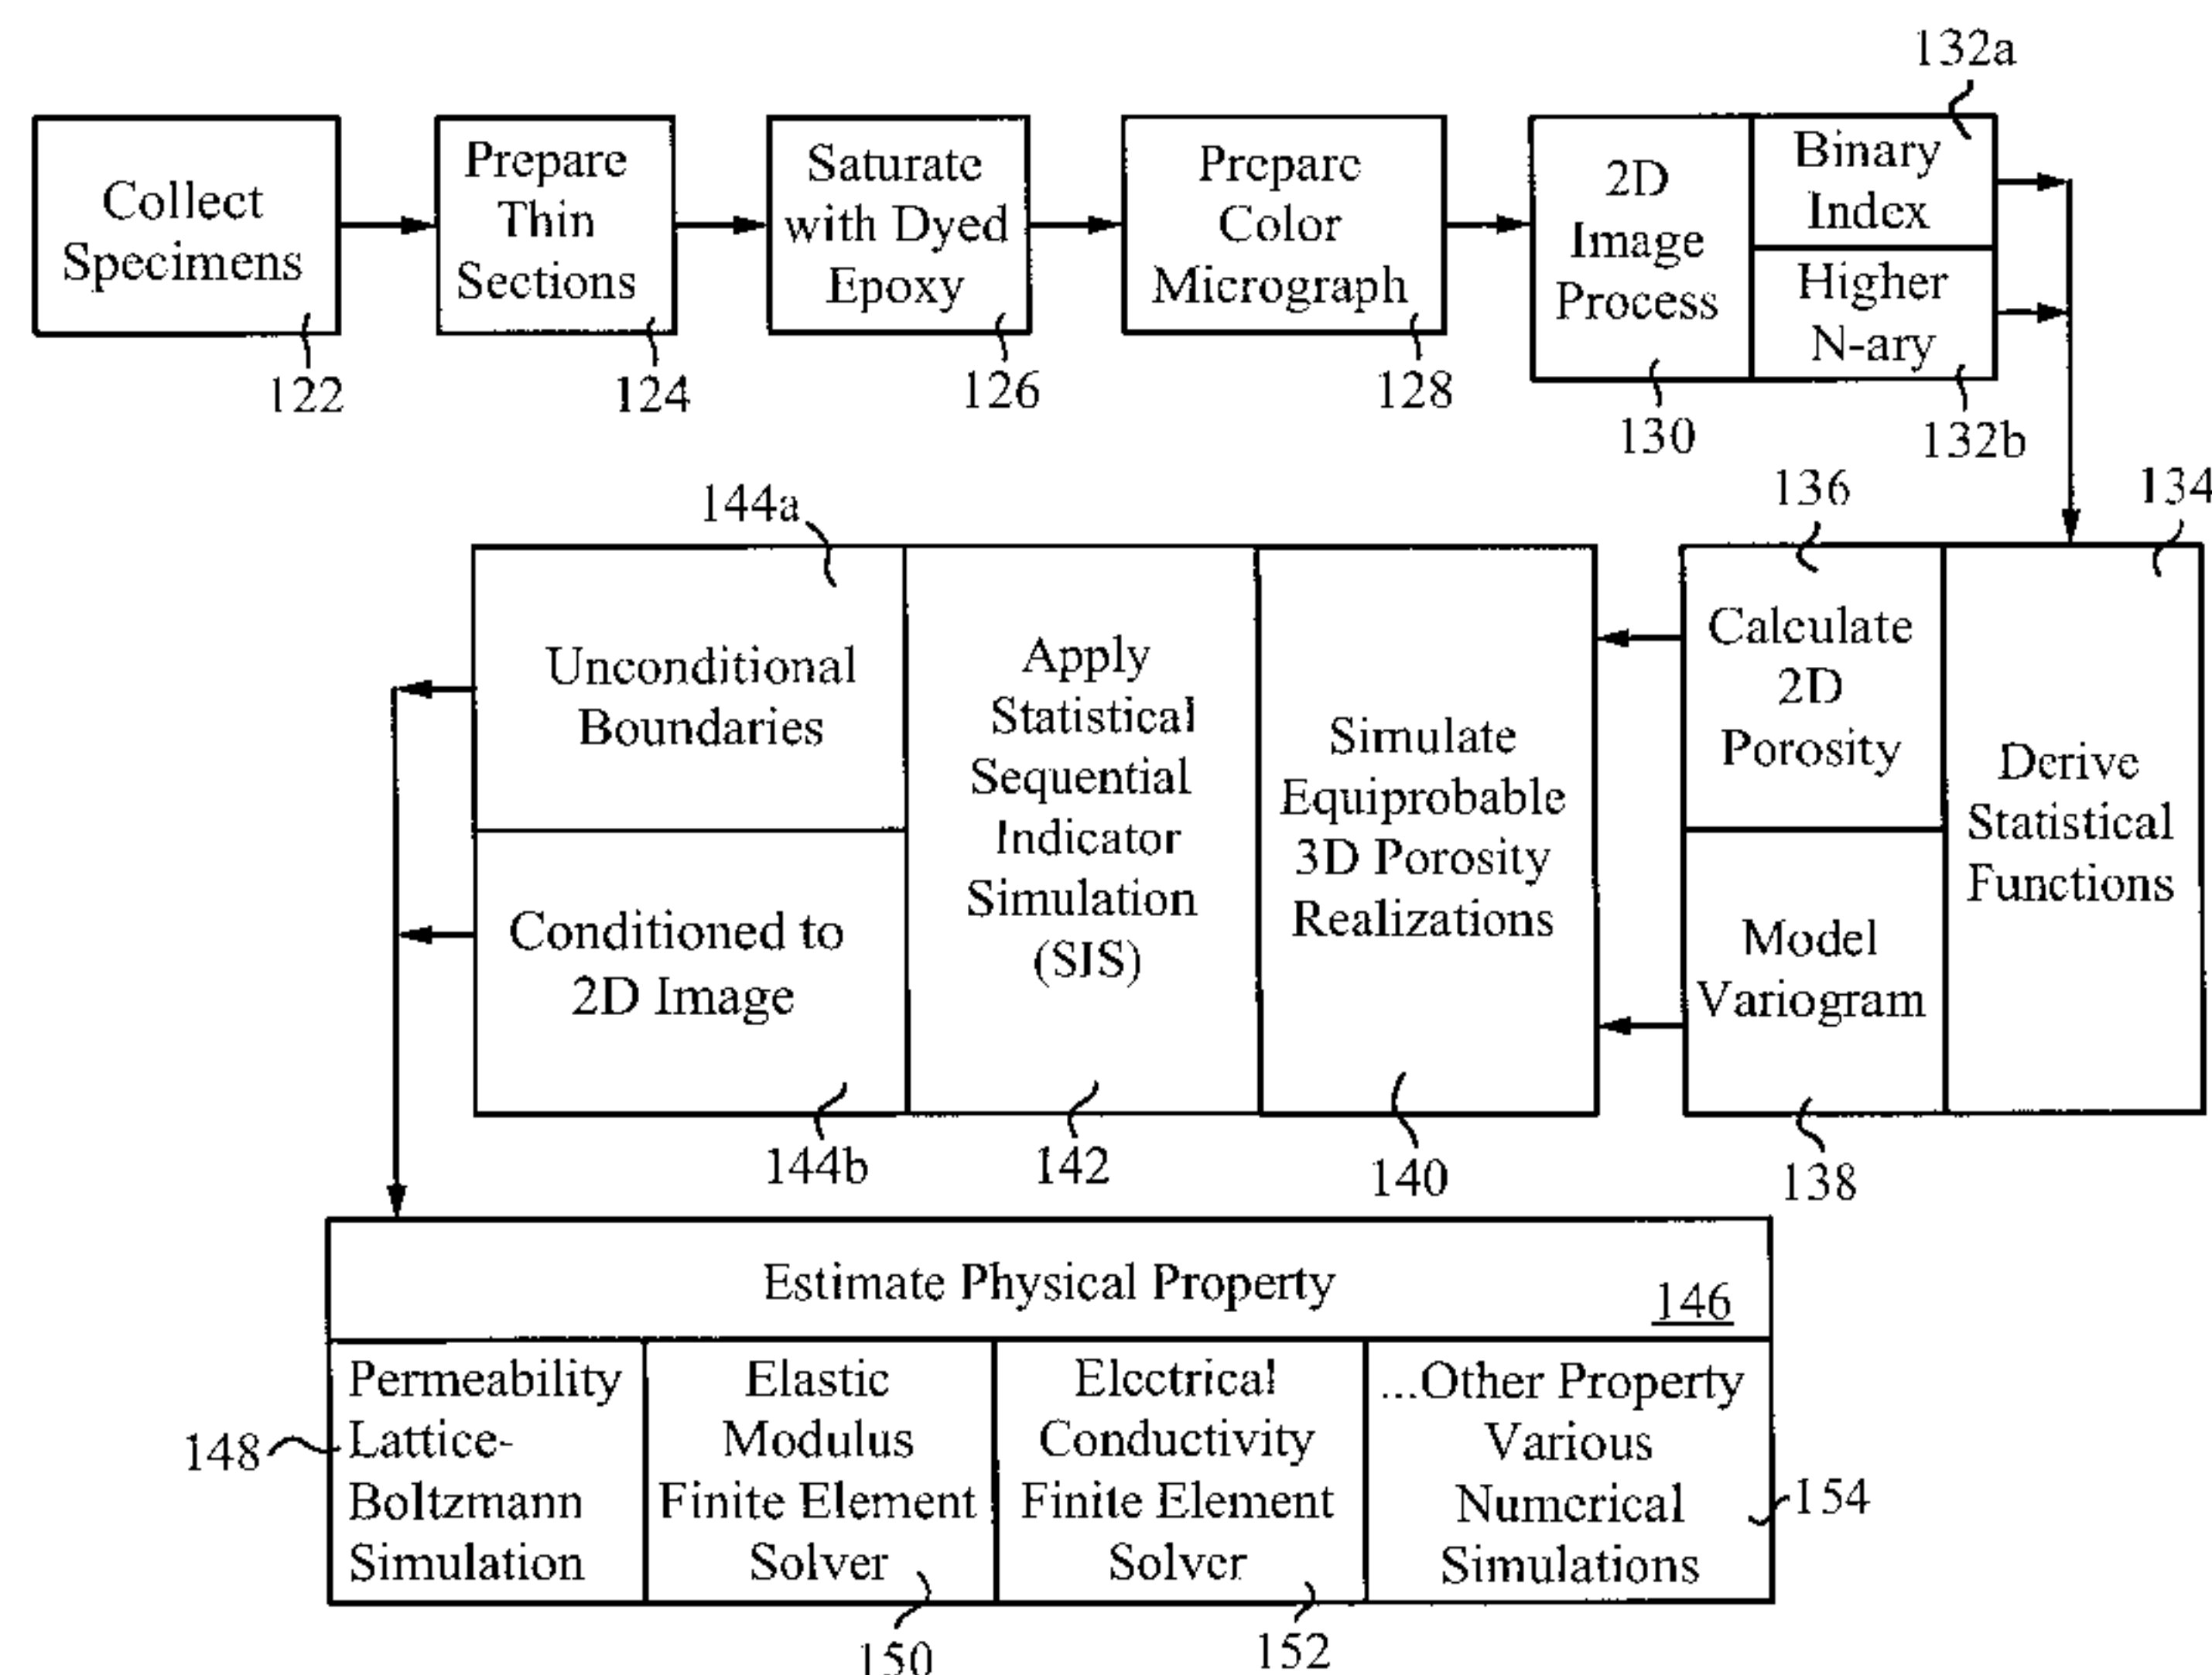 132a
Collect
Specimens
Prepare
Thin
Sections
Saturate
with Dyed
Epoxy
Prepare
Color
Micrograph
2D
Image
Process
Binary
Index
Higher
N-ary
122
124
126
128
130
132b
144a
136
134
Unconditional
Boundaries
Conditioned to
2D Image
Apply
Statistical
Sequential
Indicator
Simulation
(SIS)
Simulate
Equiprobable
3D Porosity
Realizations
Calculate
2D
Porosity
Model
Variogram
Derive
Statistical
Functions
144b
142
140
138
Estimate Physical Property
146
148
Permeability
Lattice-
Boltzmann
Simulation
Elastic
Modulus
Finite Element
Solver
Electrical
Conductivity
Finite Element
Solver
...Other Property
Various
Numerical
Simulations
154
150
152